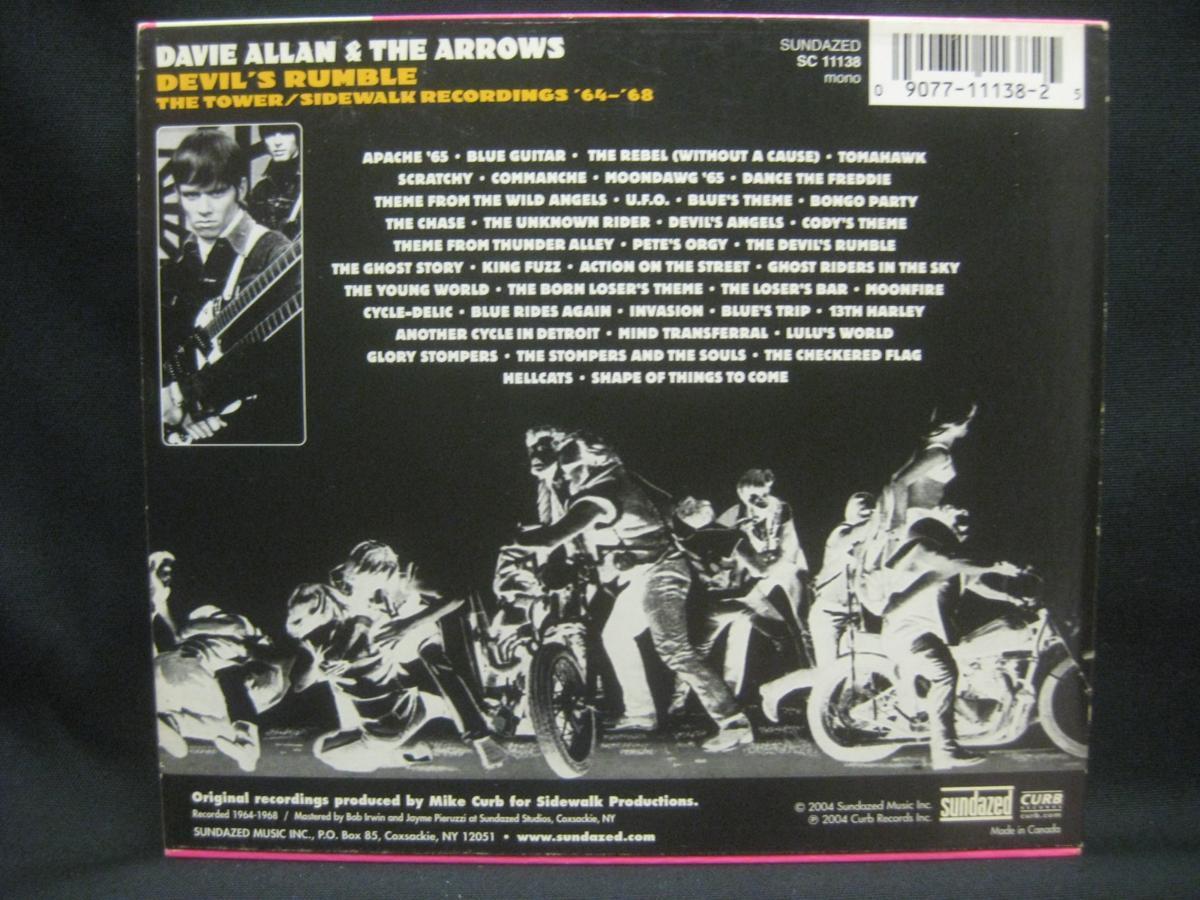 DAVIE ALLAN & THE ARROWS
DEVIL'S RUMBLE
THE TOWER/SIDEWALK RECORDINGS '64–'68
SUNDAZED
SC 11138
mono
0 9077-11138-2 5
APACHE '65 • BLUE GUITAR • THE REBEL (WITHOUT A CAUSE) • TOMAHAWK
SCRATCHY • COMMANCHE • MOONDAWG '65 • DANCE THE FREDDIE
THEME FROM THE WILD ANGELS • U.F.O. • BLUE'S THEME • BONGO PARTY
THE CHASE • THE UNKNOWN RIDER • DEVIL'S ANGELS • CODY'S THEME
THEME FROM THUNDER ALLEY • PETE'S ORGY • THE DEVIL'S RUMBLE
THE GHOST STORY • KING FUZZ • ACTION ON THE STREET • GHOST RIDERS IN THE SKY
THE YOUNG WORLD • THE BORN LOSER'S THEME • THE LOSER'S BAR • MOONFIRE
CYCLE-DELIC • BLUE RIDES AGAIN • INVASION • BLUE'S TRIP • 13TH HARLEY
ANOTHER CYCLE IN DETROIT • MIND TRANSFERRAL • LULU'S WORLD
GLORY STOMPERS • THE STOMPERS AND THE SOULS • THE CHECKERED FLAG
HELLCATS • SHAPE OF THINGS TO COME
Original recordings produced by Mike Curb for Sidewalk Productions.
Recorded 1964-1968 / Mastered by Bob Irwin and Jayme Pieruzzi at Sundazed Studios, Coxsackie, NY
SUNDAZED MUSIC INC., P.O. Box 85, Coxsackie, NY 12051 • www.sundazed.com
© 2004 Sundazed Music Inc.
℗ 2004 Curb Records Inc.
sundazed
CURB
RECORDS
curb.com
Made in Canada